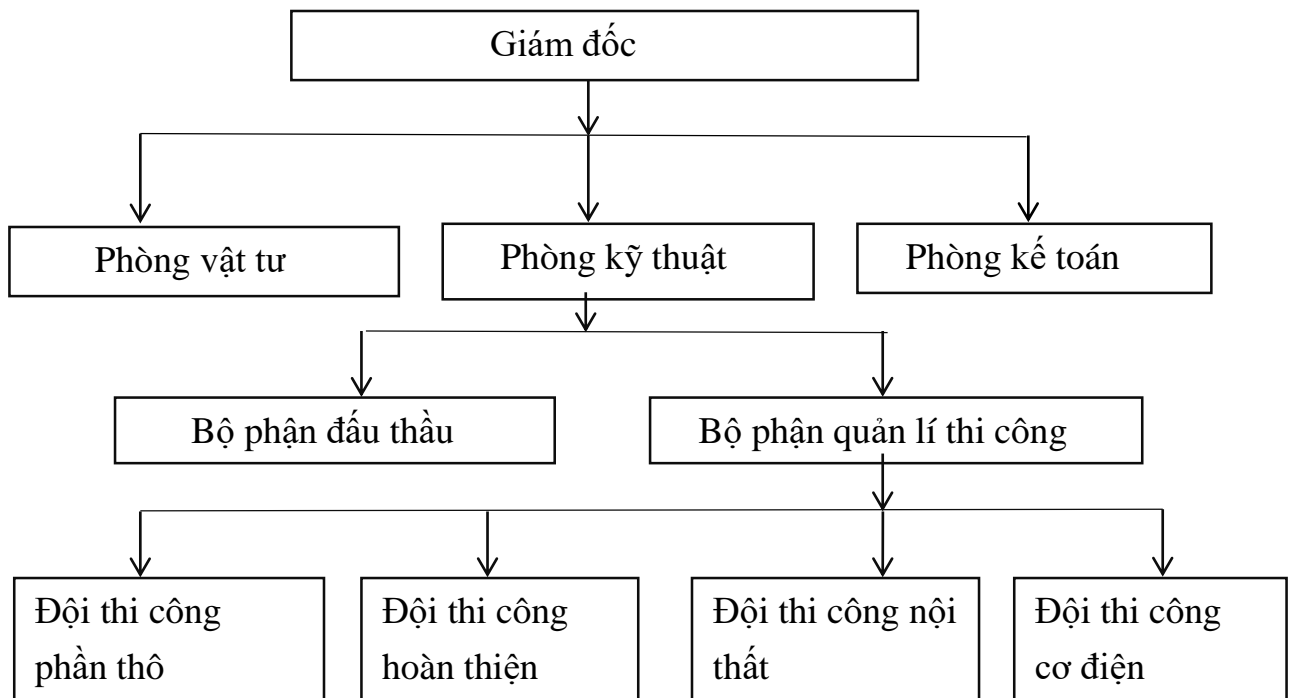 Giám đốc
Phòng vật tư
Phòng kỹ thuật
Phòng kế toán
Bộ phận đấu thầu
Bộ phận quản lí thi công
Đội thi công
phần thô
Đội thi công
hoàn thiện
Đội thi công nội
thất
Đội thi công
cơ điện